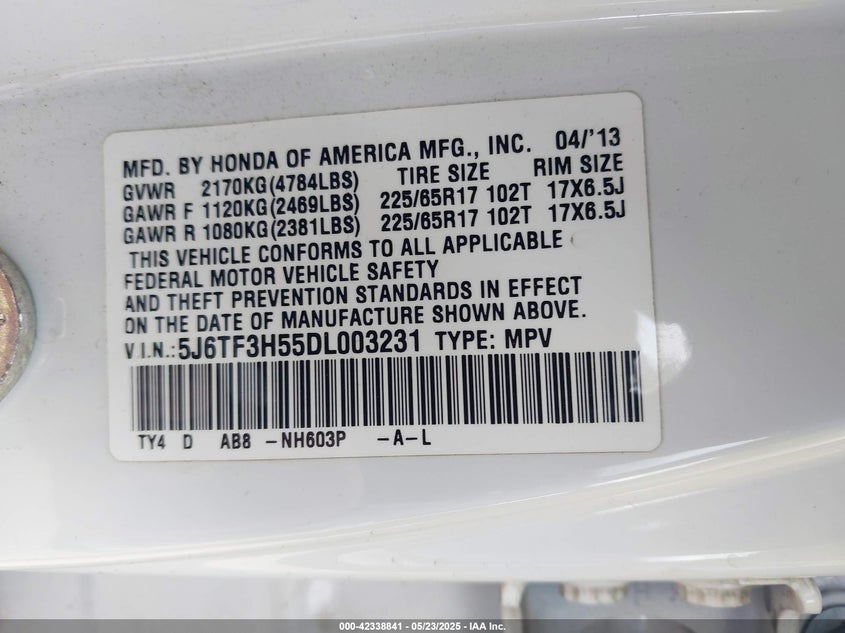 MFD. BY HONDA OF AMERICA MFG., INC. 04/'13
GVWR 2170KG(4784LBS) TIRE SIZE RIM SIZE
GAWR F 1120KG(2469LBS) 225/65R17 102T 17X6.5J
GAWR R 1080KG(2381LBS) 225/65R17 102T 17X6.5J
THIS VEHICLE CONFORMS TO ALL APPLICABLE
FEDERAL MOTOR VEHICLE SAFETY
AND THEFT PREVENTION STANDARDS IN EFFECT
ON THE DATE OF MANUFACTURE SHOWN ABOVE.
V.I.N.:5J6TF3H55DL003231 TYPE: MPV
TY4 D AB8 -NH603P -A-L
000-42338841 - 05/23/2025 - IAA Inc.